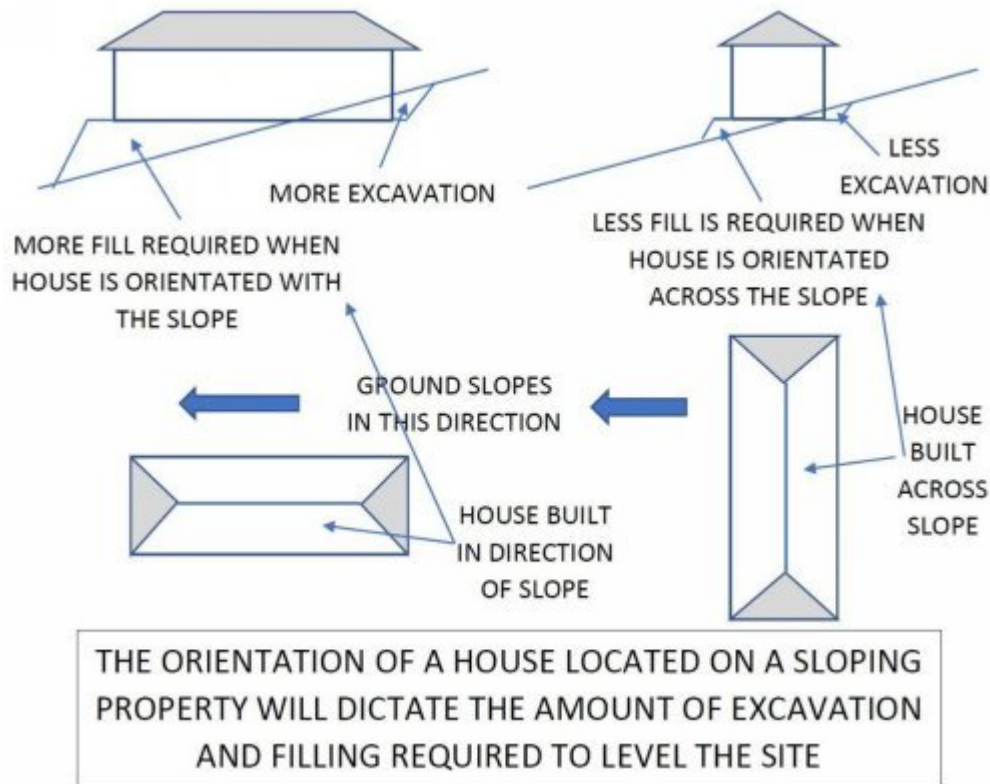 MORE EXCAVATION
MORE FILL REQUIRED WHEN
HOUSE IS ORIENTATED WITH
THE SLOPE
LESS
EXCAVATION
LESS FILL IS REQUIRED WHEN
HOUSE IS ORIENTATED
ACROSS THE SLOPE
GROUND SLOPES
IN THIS DIRECTION
HOUSE BUILT
IN DIRECTION
OF SLOPE
HOUSE
BUILT
ACROSS
SLOPE
THE ORIENTATION OF A HOUSE LOCATED ON A SLOPING
PROPERTY WILL DICTATE THE AMOUNT OF EXCAVATION
AND FILLING REQUIRED TO LEVEL THE SITE